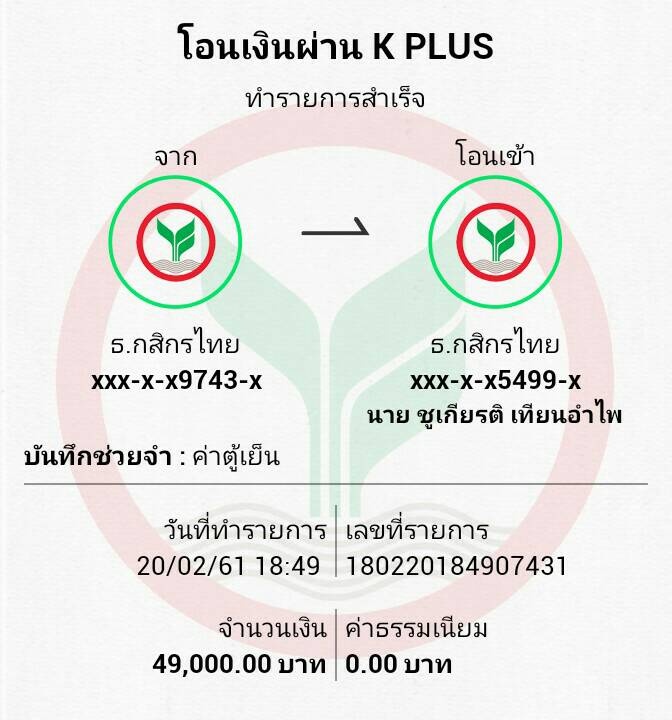 โอนเงินผ่าน K PLUS
ทำรายการสำเร็จ
จาก
โอนเข้า
ธ.กสิกรไทย
xxx-x-x9743-x
ธ.กสิกรไทย
xxx-x-x5499-x
นาย ชูเกียรติ เทียนอำไพ
บันทึกช่วยจำ : ค่าตู้เย็น
วันที่ทำรายการ
20/02/61 18:49
เลขที่รายการ
180220184907431
จำนวนเงิน
49,000.00 บาท
ค่าธรรมเนียม
0.00 บาท